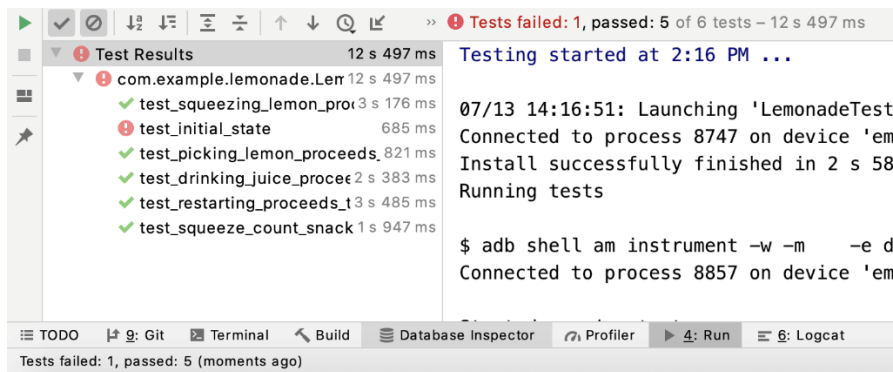 Tests failed: 1, passed: 5 of 6 tests – 12 s 497 ms
Test Results 12 s 497 ms
com.example.lemonade.Lem 12 s 497 ms
test_squeezing_lemon_proc 3 s 176 ms
test_initial_state 685 ms
test_picking_lemon_proceeds_ 821 ms
test_drinking_juice_procee 2 s 383 ms
test_restarting_proceeds_t 3 s 485 ms
test_squeeze_count_snack 1 s 947 ms
Testing started at 2:16 PM ...
07/13 14:16:51: Launching 'LemonadeTest
Connected to process 8747 on device 'em
Install successfully finished in 2 s 58
Running tests
$ adb shell am instrument -w -m    -e d
Connected to process 8857 on device 'em
TODO 9: Git Terminal Build Database Inspector Profiler 4: Run 6: Logcat
Tests failed: 1, passed: 5 (moments ago)